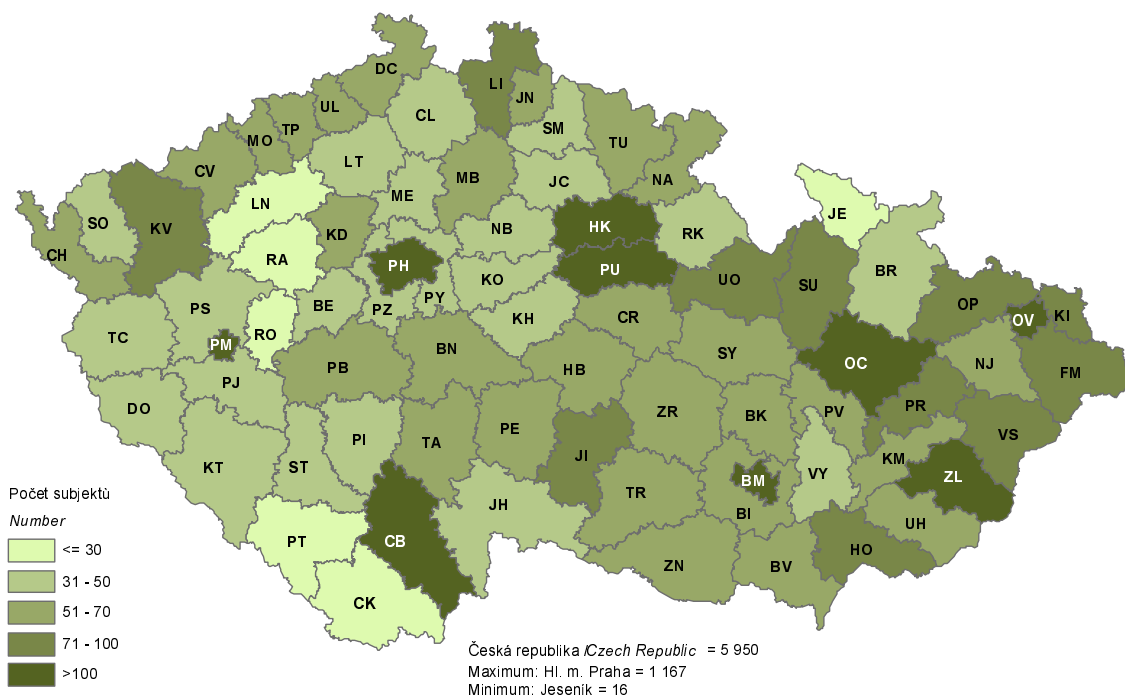 DC
LI
JN
UL
CL
TP
MO
SM
TU
LT
CV
MB
JC
NA
ME
LN
SO
KV
KD
NB
HK
RK
JE
CH
RA
PH
PU
BR
KO
UO
SU
PS
BE
PZ
PY
KH
CR
OP
KI
OV
TC
RO
PM
BN
SY
OC
NJ
FM
PB
HB
PJ
DO
ZR
BK
PV
PR
PI
TA
PE
VS
KT
ST
JI
KM
BM
VY
ZL
TR
JH
BI
UH
PT
CB
HO
ZN
BV
CK
Počet subjektů
Number
<= 30
31 - 50
51 - 70
71 - 100
>100
Česká republika /Czech Republic = 5 950
Maximum: Hl. m. Praha = 1 167
Minimum: Jeseník = 16